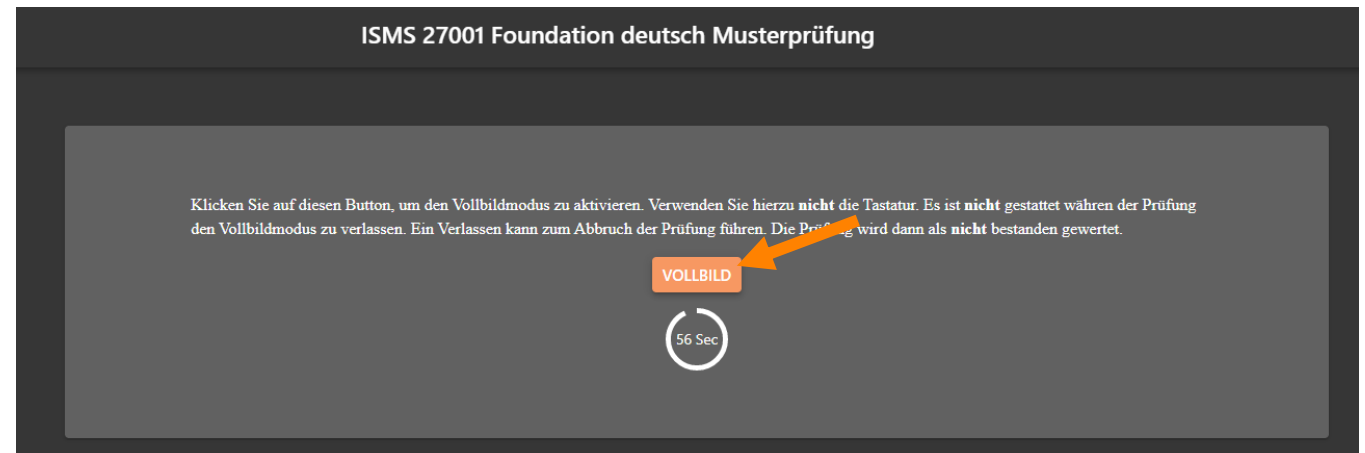 ISMS 27001 Foundation deutsch Musterprüfung
Klicken Sie auf diesen Button, um den Vollbildmodus zu aktivieren. Verwenden Sie hierzu nicht die Tastatur. Es ist nicht gestattet währen der Prüfung
den Vollbildmodus zu verlassen. Ein Verlassen kann zum Abbruch der Prüfung führen. Die Prüfung wird dann als nicht bestanden gewertet.
VOLLBILD
56 Sec